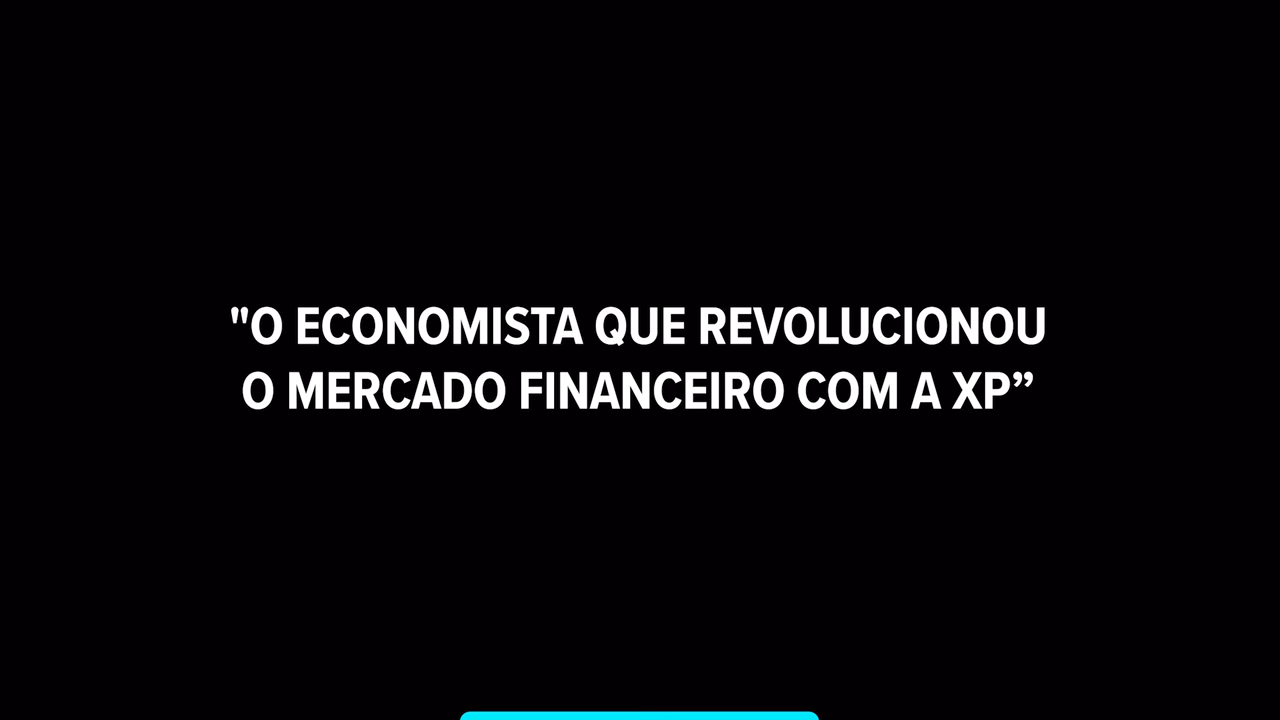 "O ECONOMISTA QUE REVOLUCIONOU
O MERCADO FINANCEIRO COM A XP”